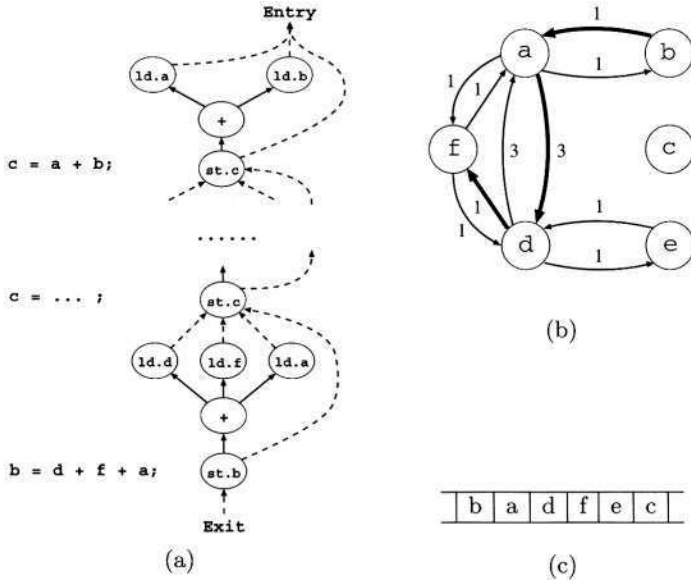 Entry
ld.a
ld.b
+
c = a + b;
st.c
......
c = ... ;
st.c
ld.d
ld.f
ld.a
+
b = d + f + a;
st.b
Exit
(a)
1
a
b
1
1
1
f
c
3
3
1
1
1
d
e
1
(b)
b a d f e c
(c)